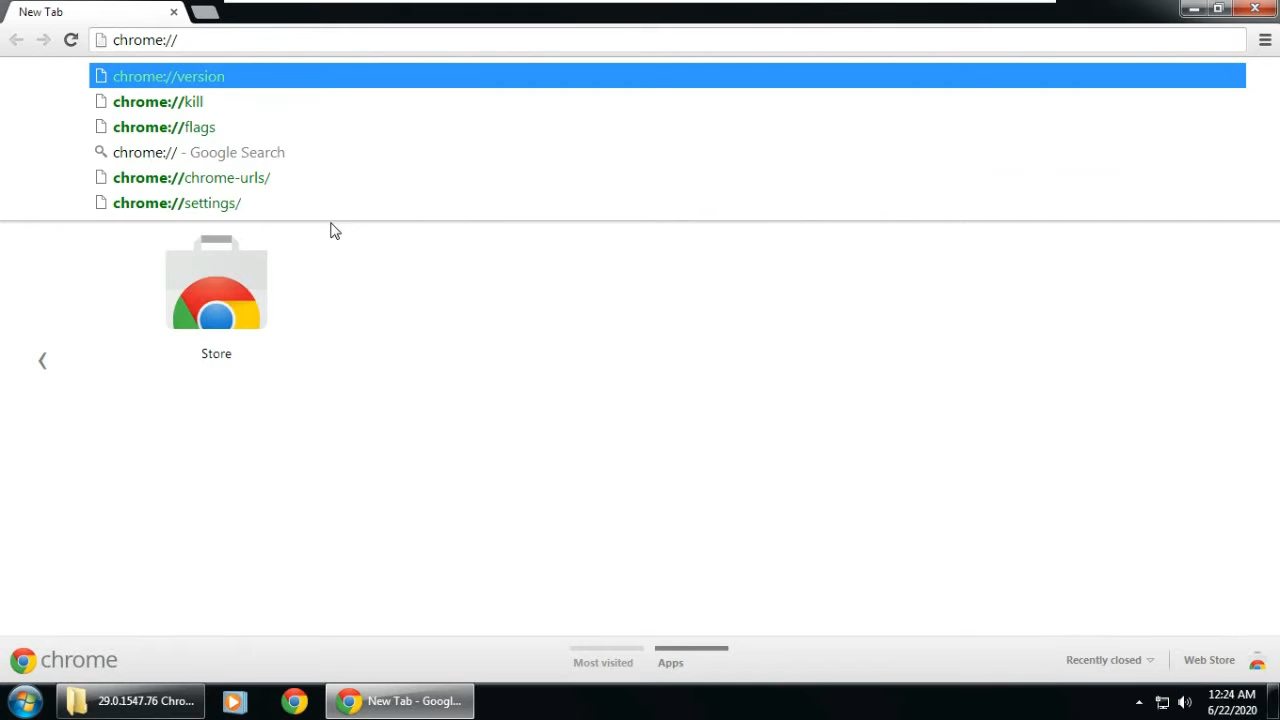 New Tab
chrome://
chrome://version
chrome://kill
chrome://flags
chrome:// - Google Search
chrome://chrome-urls/
chrome://settings/
Store
chrome
Most visited
Apps
Recently closed
Web Store
29.0.1547.76 Chro...
New Tab - Googl...
12:24 AM
6/22/2020